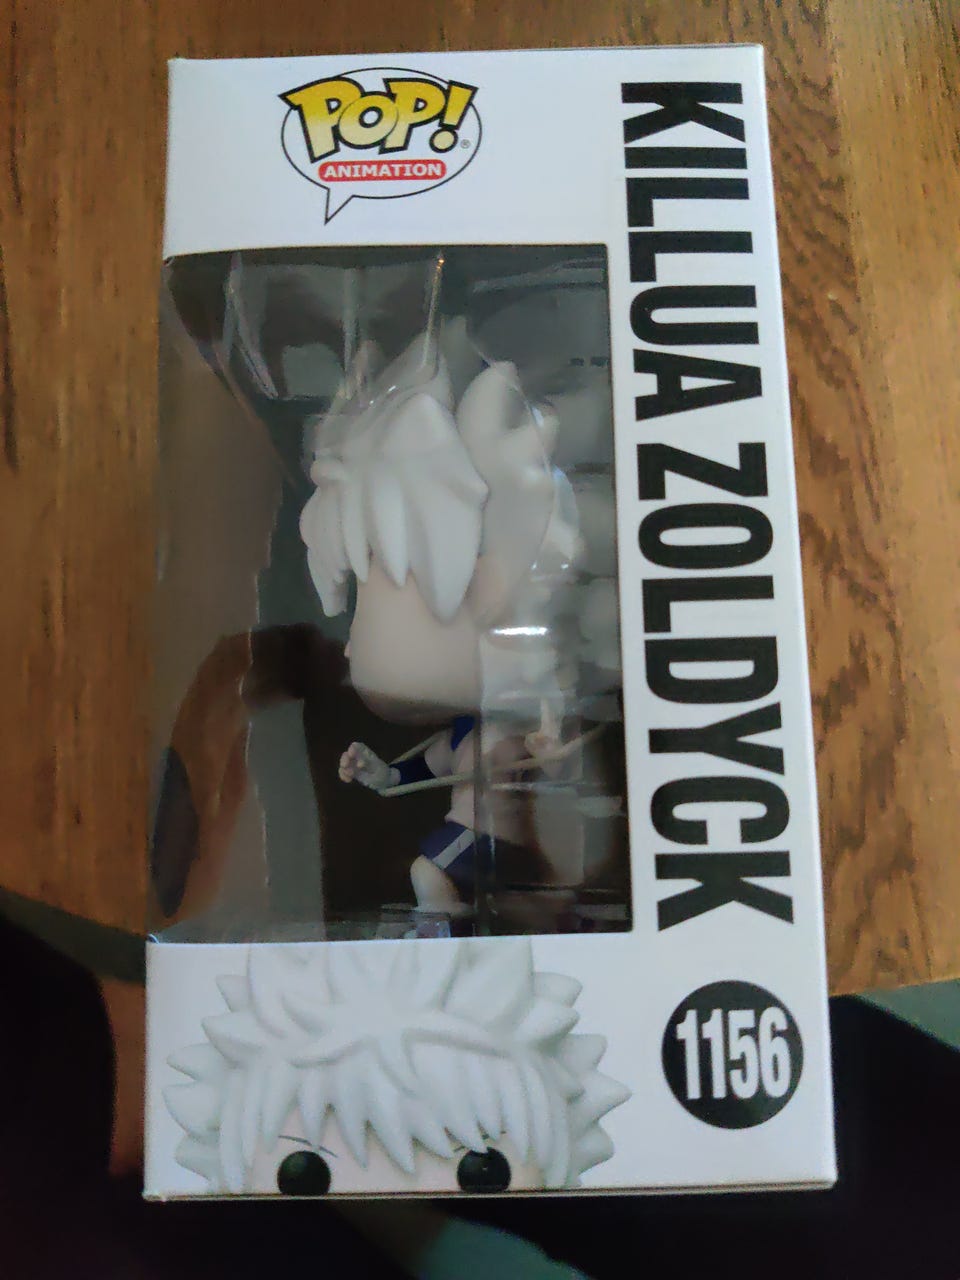 POP!®
ANIMATION
KILLUA ZOLDYCK
1156